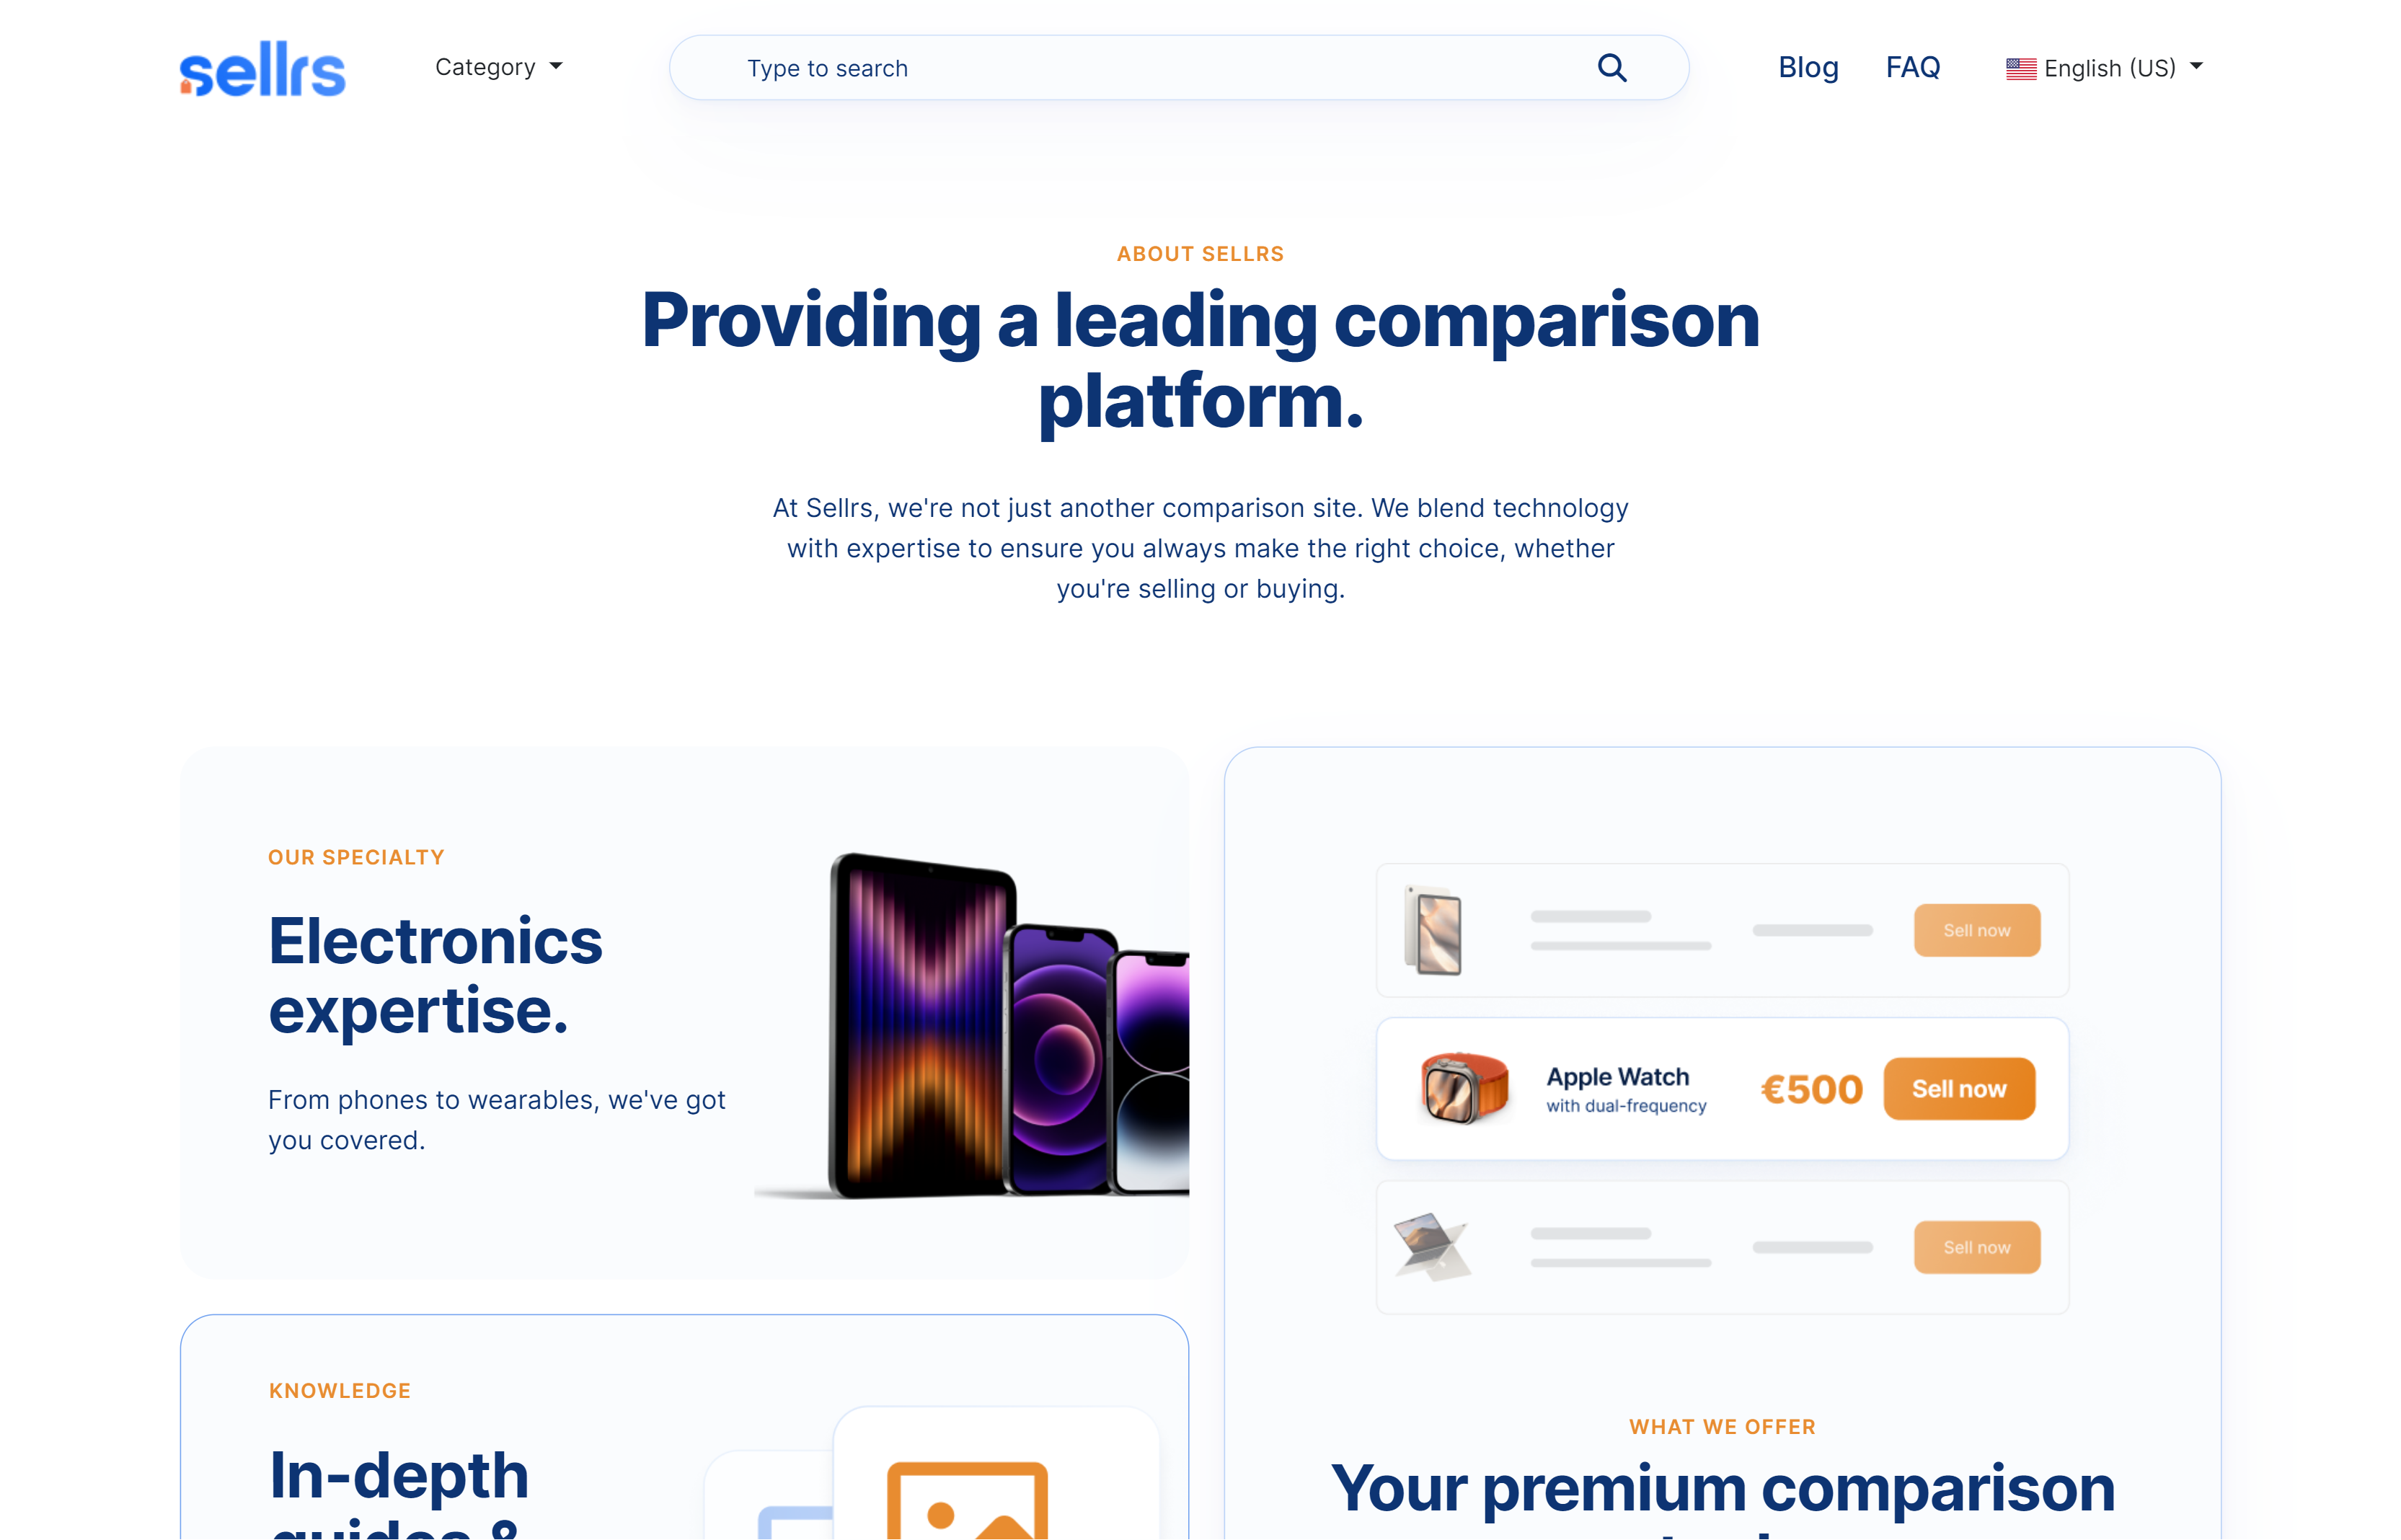 sellrs
Category
Type to search
Blog
FAQ
English (US)
ABOUT SELLRS
Providing a leading comparison
platform.
At Sellrs, we're not just another comparison site. We blend technology
with expertise to ensure you always make the right choice, whether
you're selling or buying.
OUR SPECIALTY
Electronics
expertise.
From phones to wearables, we've got
you covered.
Sell now
Apple Watch
with dual-frequency
€500
Sell now
Sell now
KNOWLEDGE
In-depth
guides &
WHAT WE OFFER
Your premium comparison